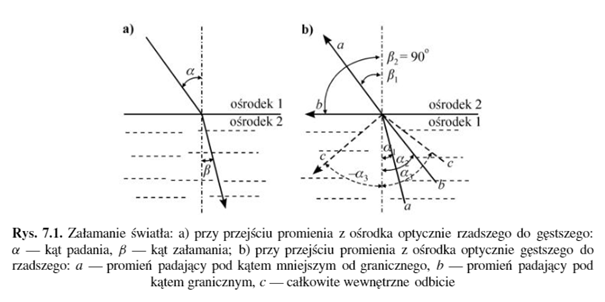 a)
α
ośrodek 1
ośrodek 2
β
b)
a
β₂= 90°
β₁
b
ośrodek 2
ośrodek 1
c
α₁
α₂
α₃
c
α₃
b
a
Rys. 7.1. Załamanie światła: a) przy przejściu promienia z ośrodka optycznie rzadszego do gęstszego:
α — kąt padania, β — kąt załamania; b) przy przejściu promienia z ośrodka optycznie gęstszego do
rzadszego: a — promień padający pod kątem mniejszym od granicznego, b — promień padający pod
kątem granicznym, c — całkowite wewnętrzne odbicie